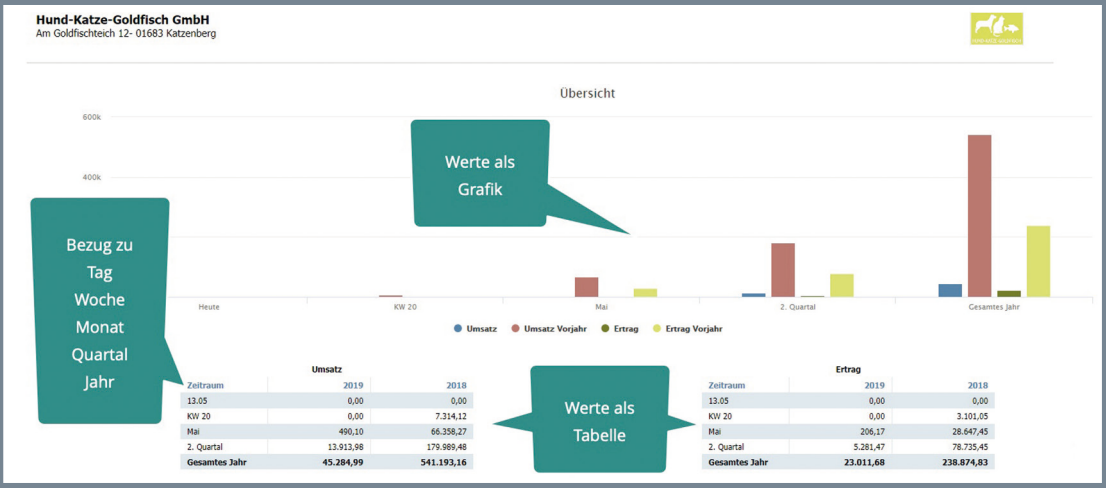 Hund-Katze-Goldfisch GmbH
Am Goldfischteich 12- 01683 Katzenberg
HUND-KATZE-GOLDFISCH
Übersicht
600k
400k
Werte als
Grafik
Bezug zu
Tag
Woche
Monat
Quartal
Jahr
Heute KW 20 Mai 2. Quartal Gesamtes Jahr
Umsatz Umsatz Vorjahr Ertrag Ertrag Vorjahr
Umsatz
Zeitraum 2019 2018
13.05 0,00 0,00
KW 20 0,00 7.314,12
Mai 490,10 66.358,27
2. Quartal 13.913,98 179.989,48
Gesamtes Jahr 45.284,99 541.193,16
Werte als
Tabelle
Ertrag
Zeitraum 2019 2018
13.05 0,00 0,00
KW 20 0,00 3.101,05
Mai 206,17 28.647,45
2. Quartal 5.281,47 78.735,45
Gesamtes Jahr 23.011,68 238.874,83